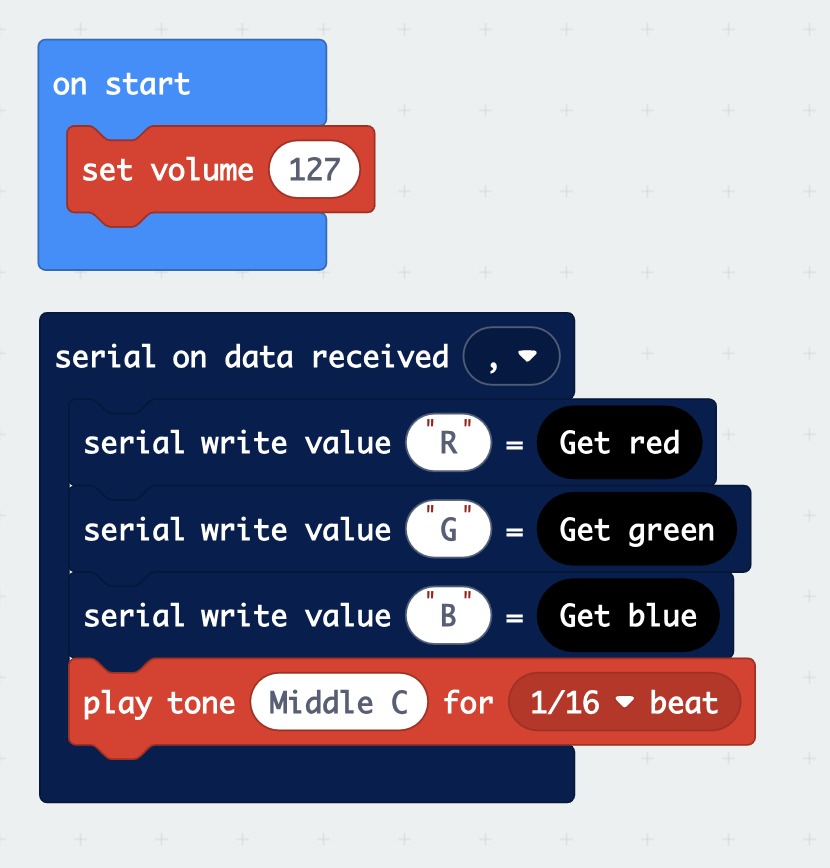 on start
set volume 127
serial on data received ,
serial write value "R" = Get red
serial write value "G" = Get green
serial write value "B" = Get blue
play tone Middle C for 1/16 beat